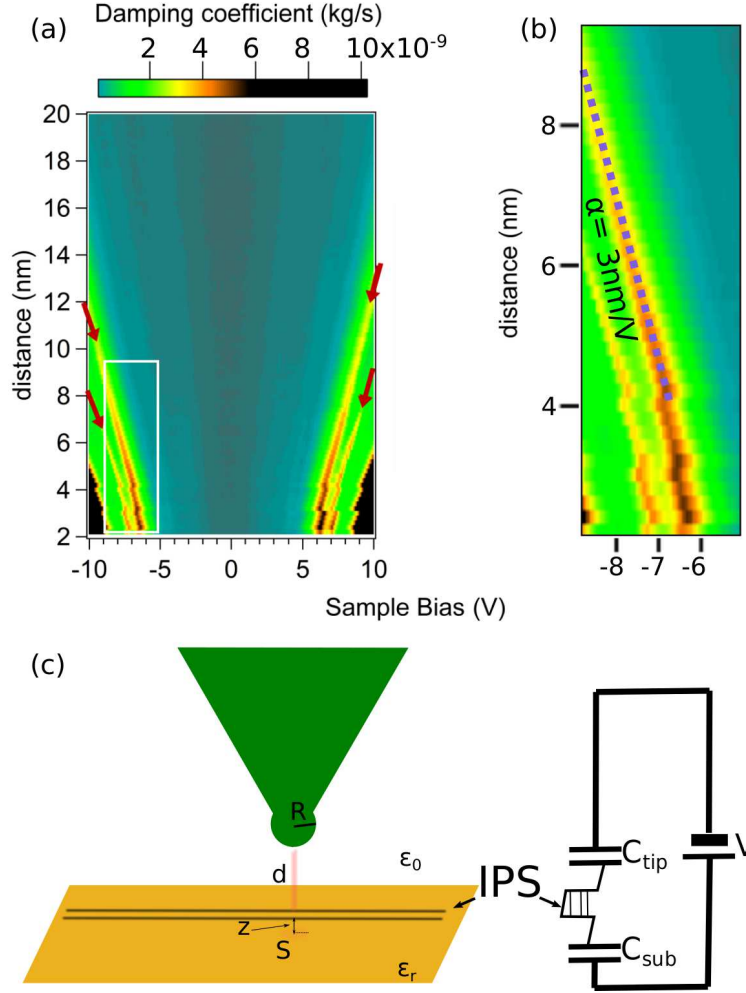 (a)
Damping coefficient (kg/s)
2 4 6 8 10x10-9
20
18
16
14
12
10
8
6
4
2
distance (nm)
-10 -5 0 5 10
Sample Bias (V)
(b)
8
6
4
distance (nm)
α= 3nm/V
-8 -7 -6
(c)
R
d
ε0
IPS
z
S
εr
Ctip
Csub
V